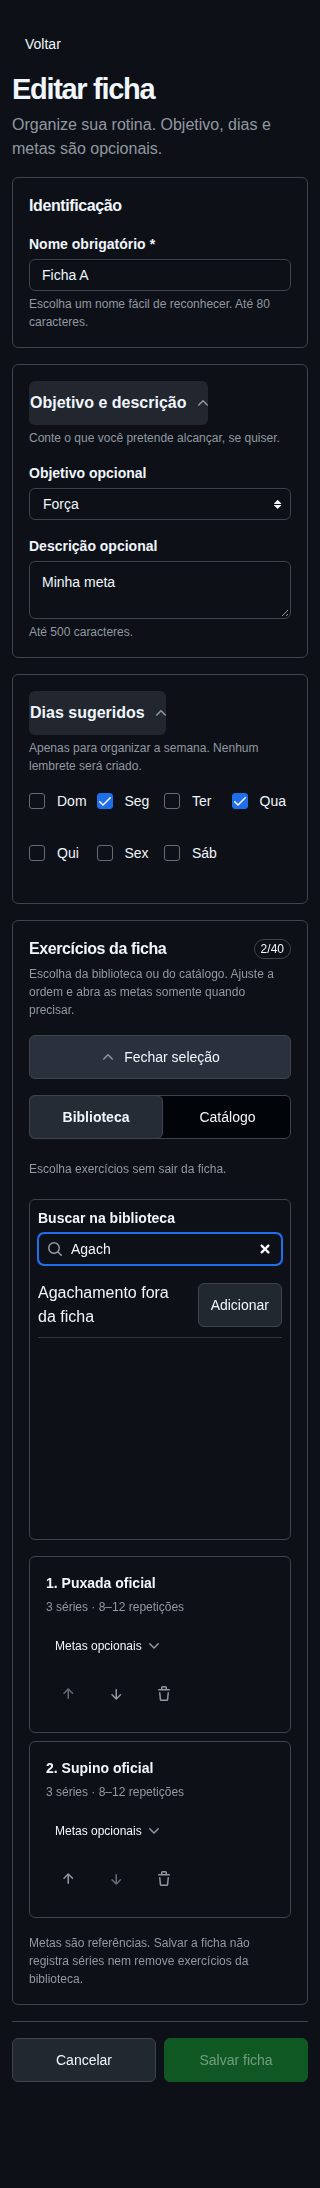 Voltar
Editar ficha
Organize sua rotina. Objetivo, dias e
metas são opcionais.
Identificação
Nome obrigatório *
Ficha A
Escolha um nome fácil de reconhecer. Até 80
caracteres.
Objetivo e descrição
Conte o que você pretende alcançar, se quiser.
Objetivo opcional
Força
Descrição opcional
Minha meta
Até 500 caracteres.
Dias sugeridos
Apenas para organizar a semana. Nenhum
lembrete será criado.
Dom Seg Ter Qua
Qui Sex Sáb
Exercícios da ficha 2/40
Escolha da biblioteca ou do catálogo. Ajuste a
ordem e abra as metas somente quando
precisar.
Fechar seleção
Biblioteca Catálogo
Escolha exercícios sem sair da ficha.
Buscar na biblioteca
Agach
Agachamento fora
da ficha
Adicionar
1. Puxada oficial
3 séries · 8–12 repetições
Metas opcionais
2. Supino oficial
3 séries · 8–12 repetições
Metas opcionais
Metas são referências. Salvar a ficha não
registra séries nem remove exercícios da
biblioteca.
Cancelar Salvar ficha